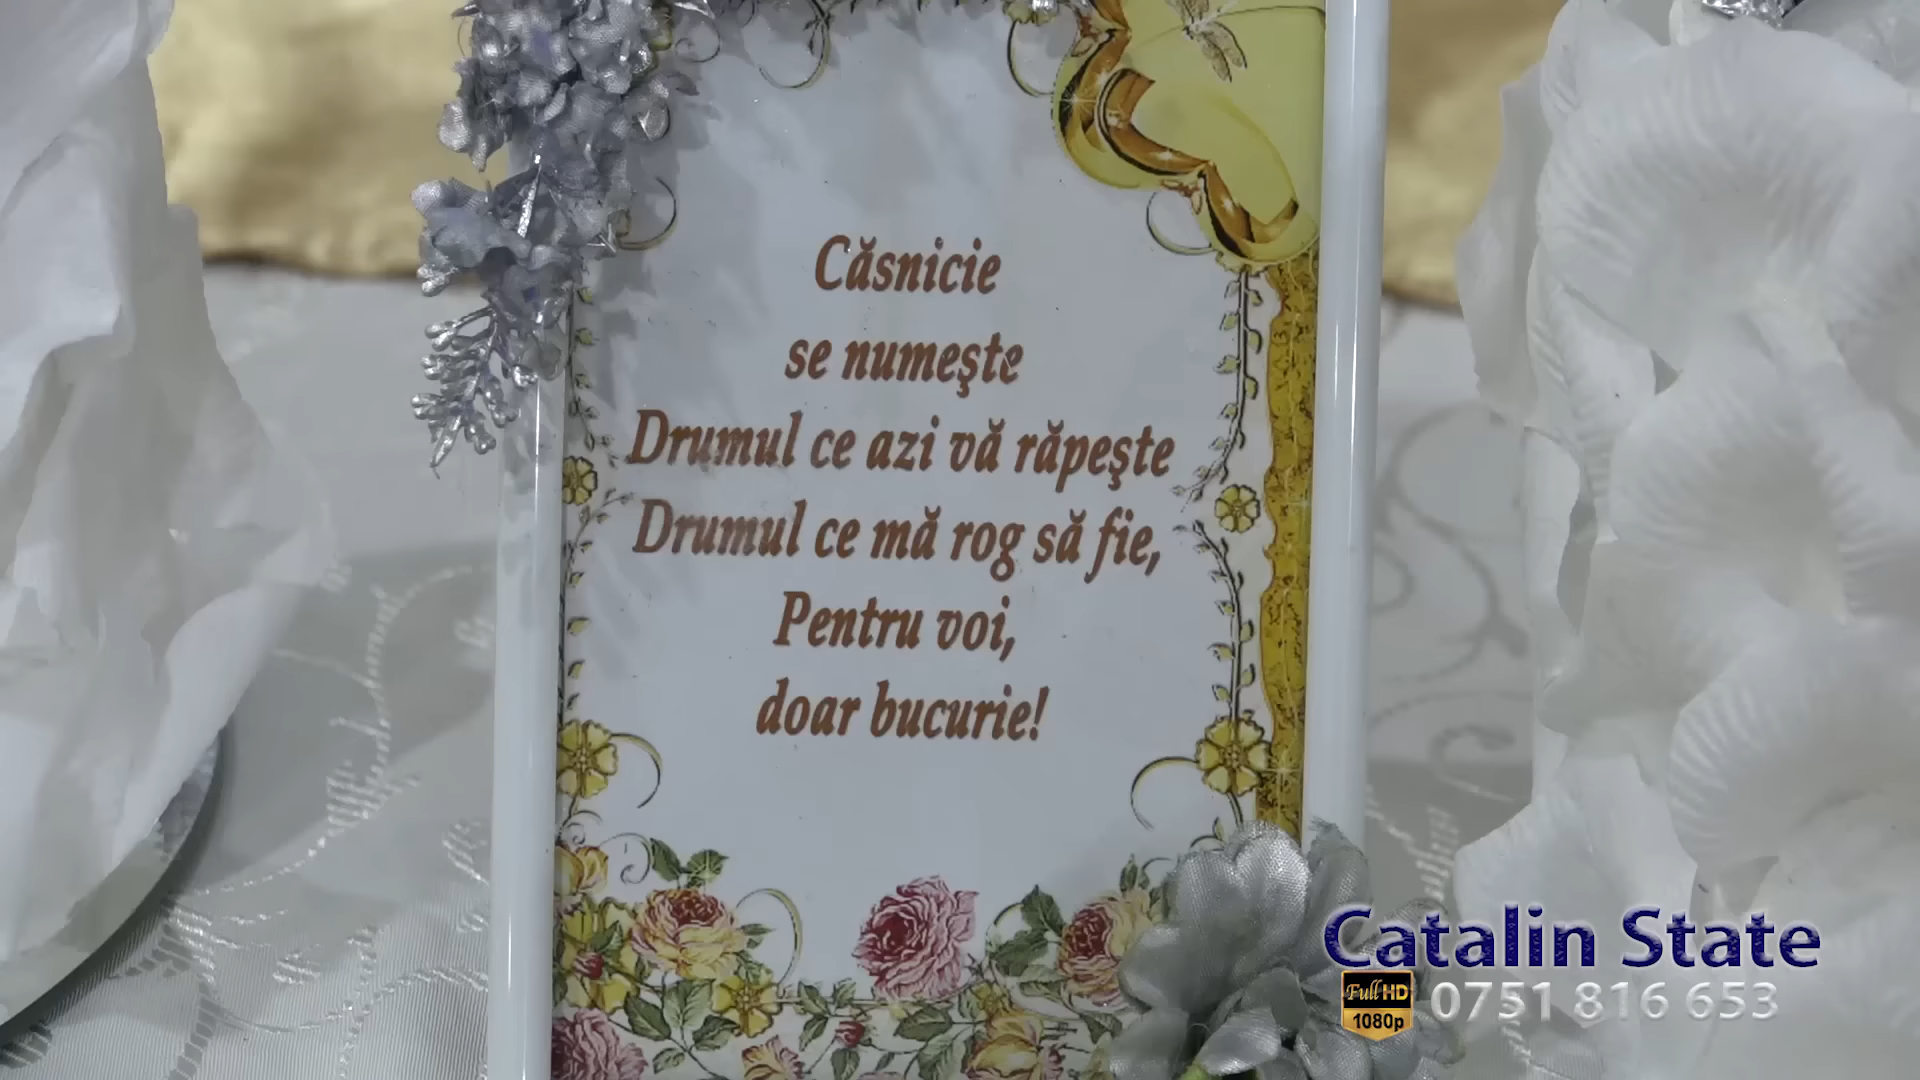 Căsnicie
se numeşte
Drumul ce azi vă răpeşte
Drumul ce mă rog să fie,
Pentru voi,
doar bucurie!
Catalin State
Full HD
1080p
0751 816 653